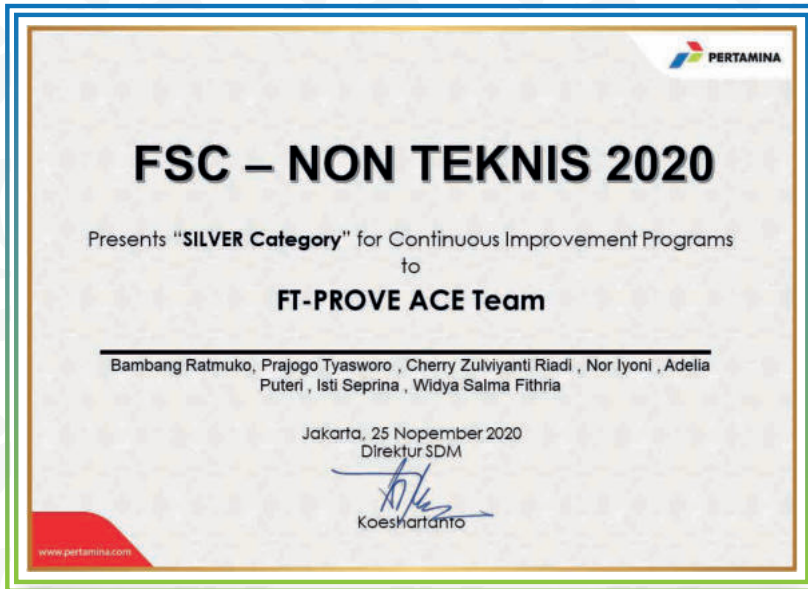 PERTAMINA
FSC – NON TEKNIS 2020
Presents “SILVER Category” for Continuous Improvement Programs
to
FT-PROVE ACE Team
Bambang Ratmuko, Prajogo Tyasworo , Cherry Zulviyanti Riadi , Nor Iyoni , Adelia
Puteri , Isti Seprina , Widya Salma Fithria
Jakarta, 25 Nopember 2020
Direktur SDM
Koeshartanto
www.pertamina.com